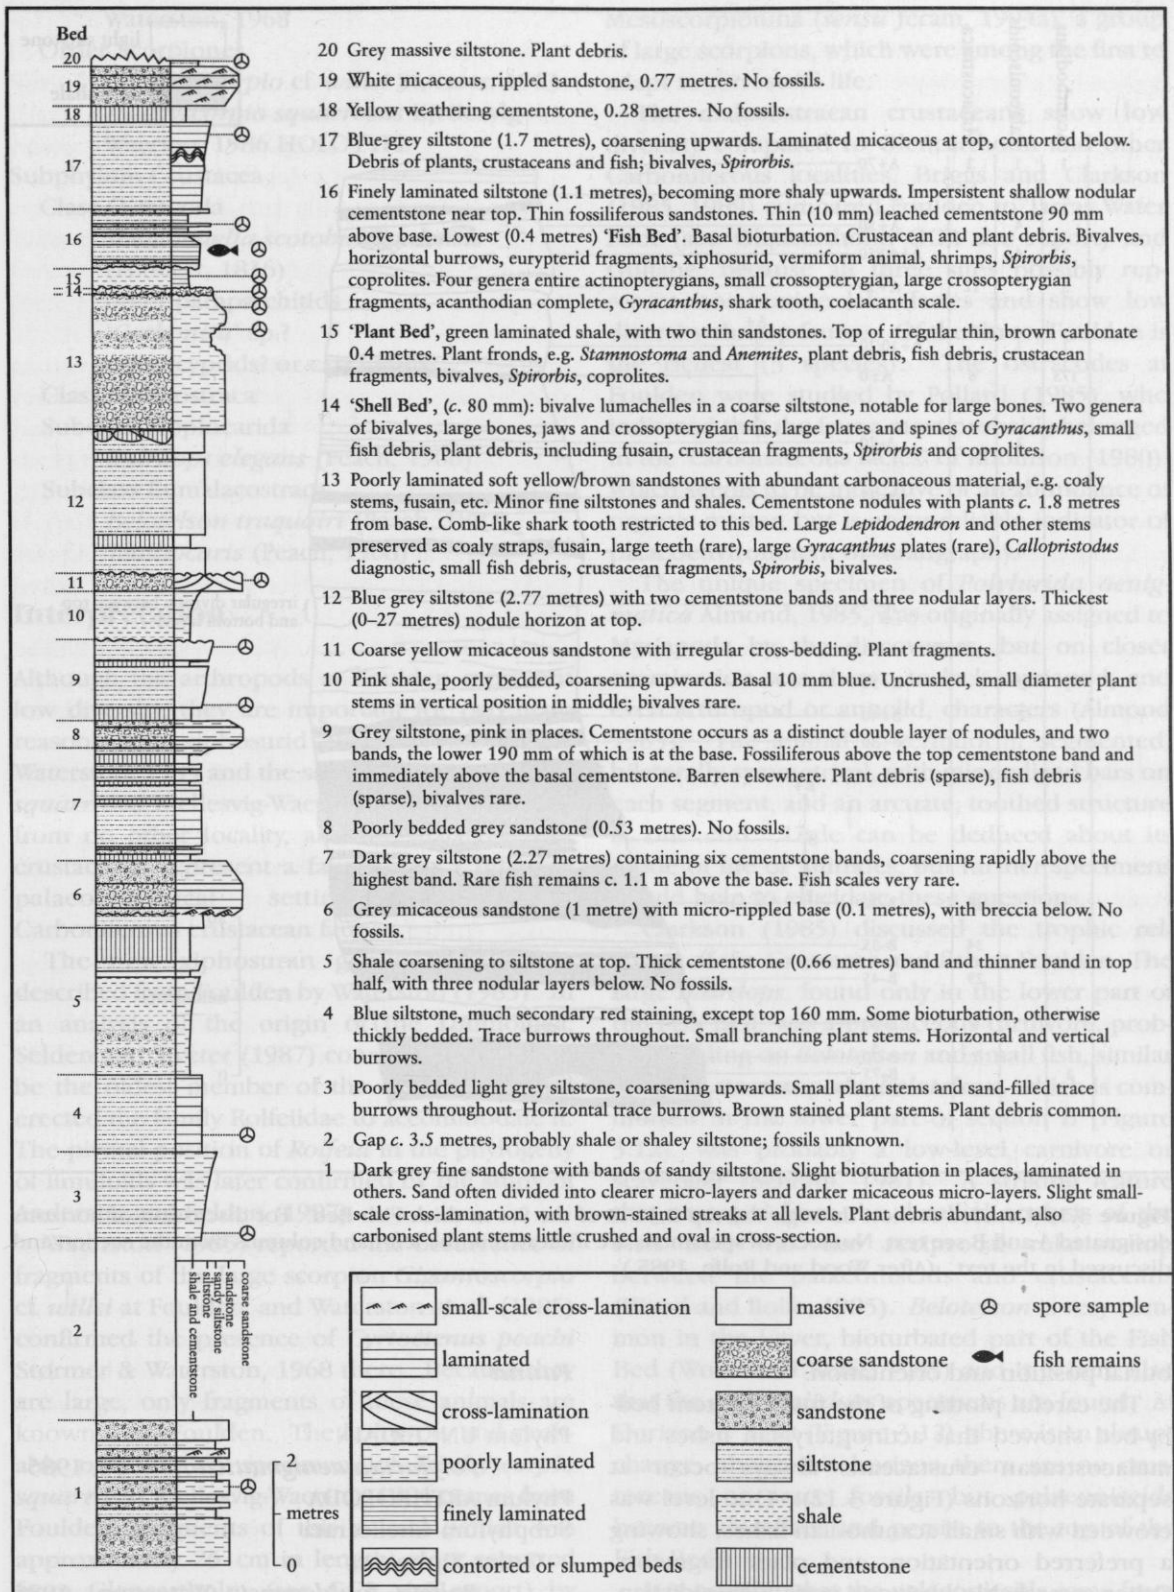 Bed
20 Grey massive siltstone. Plant debris.
19 White micaceous, rippled sandstone, 0.77 metres. No fossils.
18 Yellow weathering cementstone, 0.28 metres. No fossils.
17 Blue-grey siltstone (1.7 metres), coarsening upwards. Laminated micaceous at top, contorted below.
Debris of plants, crustaceans and fish; bivalves, Spirorbis.
16 Finely laminated siltstone (1.1 metres), becoming more shaly upwards. Impersistent shallow nodular
cementstone near top. Thin fossiliferous sandstones. Thin (10 mm) leached cementstone 90 mm
above base. Lowest (0.4 metres) 'Fish Bed'. Basal bioturbation. Crustacean and plant debris. Bivalves,
horizontal burrows, eurypterid fragments, xiphosurid, vermiform animal, shrimps, Spirorbis,
coprolites. Four genera entire actinopterygians, small crossopterygian, large crossopterygian
fragments, acanthodian complete, Gyracanthus, shark tooth, coelacanth scale.
15 'Plant Bed', green laminated shale, with two thin sandstones. Top of irregular thin brown carbonate
0.4 metres. Plant fronds, e.g. Stamnostoma and Anemites, plant debris, fish debris, crustacean
fragments, bivalves, Spirorbis, coprolites.
14 'Shell Bed', (c. 80 mm): bivalve lumachelles in a coarse siltstone, notable for large bones. Two genera
of bivalves, large bones, jaws and crossopterygian fins, large plates and spines of Gyracanthus, small
fish debris, plant debris, including fusain, crustacean fragments, Spirorbis and coprolites.
13 Poorly laminated soft yellow/brown sandstones with abundant carbonaceous material, e.g. coaly
stems, fusain, etc. Minor fine siltstones and shales. Cementstone nodules with plants c. 1.8 metres
from base. Comb-like shark tooth restricted to this bed. Large Lepidodendron and other stems
preserved as coaly straps, fusain, large teeth (rare), large Gyracanthus plates (rare), Callopristodus
diagnostic, small fish debris, crustacean fragments, Spirorbis, bivalves.
12 Blue grey siltstone (2.77 metres) with two cementstone bands and three nodular layers. Thickest
(0–27 metres) nodule horizon at top.
11 Coarse yellow micaceous sandstone with irregular cross-bedding. Plant fragments.
10 Pink shale, poorly bedded, coarsening upwards. Basal 10 mm blue. Uncrushed, small diameter plant
stems in vertical position in middle; bivalves rare.
9 Grey siltstone, pink in places. Cementstone occurs as a distinct double layer of nodules, and two
bands, the lower 190 mm of which is at the base. Fossiliferous above the top cementstone band and
immediately above the basal cementstone. Barren elsewhere. Plant debris (sparse), fish debris
(sparse), bivalves rare.
8 Poorly bedded grey sandstone (0.53 metres). No fossils.
7 Dark grey siltstone (2.27 metres) containing six cementstone bands, coarsening rapidly above the
highest band. Rare fish remains c. 1.1 m above the base. Fish scales very rare.
6 Grey micaceous sandstone (1 metre) with micro-rippled base (0.1 metres), with breccia below. No
fossils.
5 Shale coarsening to siltstone at top. Thick cementstone (0.66 metres) band and thinner band in top
half, with three nodular layers below. No fossils.
4 Blue siltstone, much secondary red staining, except top 160 mm. Some bioturbation, otherwise
thickly bedded. Trace burrows throughout. Small branching plant stems. Horizontal and vertical
burrows.
3 Poorly bedded light grey siltstone, coarsening upwards. Small plant stems and sand-filled trace
burrows throughout. Horizontal trace burrows. Brown stained plant stems. Plant debris common.
2 Gap c. 3.5 metres, probably shale or shaley siltstone; fossils unknown.
1 Dark grey fine sandstone with bands of sandy siltstone. Slight bioturbation in places, laminated in
others. Sand often divided into clearer micro-layers and darker micaceous micro-layers. Slight small-
scale cross-lamination, with brown-stained streaks at all levels. Plant debris abundant, also
carbonised plant stems little crushed and oval in cross-section.
20
19
18
17
16
15
14
13
12
11
10
9
8
7
6
5
4
3
2
1
coarse sandstone
sandstone
sandy siltstone
siltstone
shale and cementstone
2
metres
0
small-scale cross-lamination
laminated
cross-lamination
poorly laminated
finely laminated
contorted or slumped beds
massive
coarse sandstone
sandstone
siltstone
shale
cementstone
spore sample
fish remains